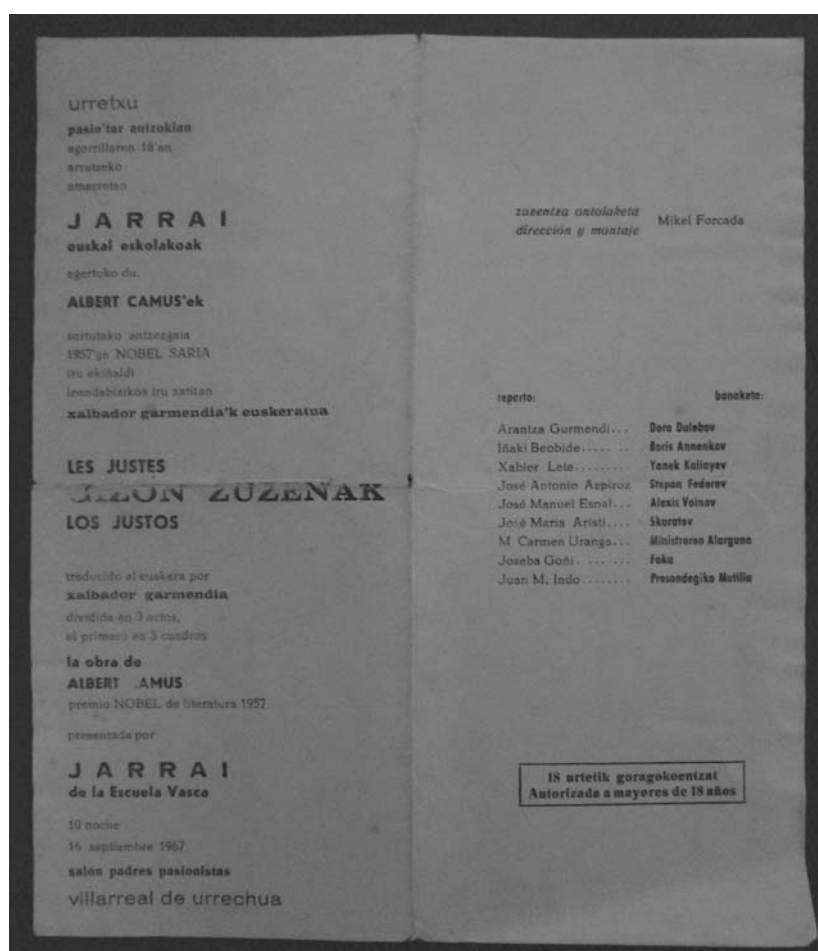 urretxu
pasio'tar antzokian
agorrillaren 16'an
arratseko
amarretan
JARRAI
euskal eskolakoak
egertuko du.
ALBERT CAMUS'ek
sortutako antzezgaia
1957'gn NOBEL SARIA
iru ekiñaldi
leendabizikoa iru zatitan
xalbador garmendia'k euskeratua
LES JUSTES
GIZON ZUZENAK
LOS JUSTOS
traducido al euskera por
xalbador garmendia
dividida en 3 actos,
el primero en 3 cuadros
la obra de
ALBERT AMUS
premio NOBEL de literatura 1957
presentada por
JARRAI
de la Escuela Vasca
10 noche
16 septiembre 1967
salón padres pasionistas
villarreal de urrechua
zuzentza ontolaketa
dirección y montaje Mikel Forcada
reparto: banaketa:
Arantza Gurmendi... Dora Dulebov
Iñaki Beobide..... .. Boris Annenkov
Xabier Lete........ Yanek Kaliayev
José Antonio Azpiroz Stepan Fedorov
José Manuel Esnal... Alexis Voinov
José Maria Aristi.... Skuratov
M. Carmen Uranga... Ministraren Alarguna
Joseba Goñi. ...... Foka
Juan M. Indo ........ Presondegiko Mutilla
18 urtetik goragokoentzat
Autorizada a mayores de 18 años